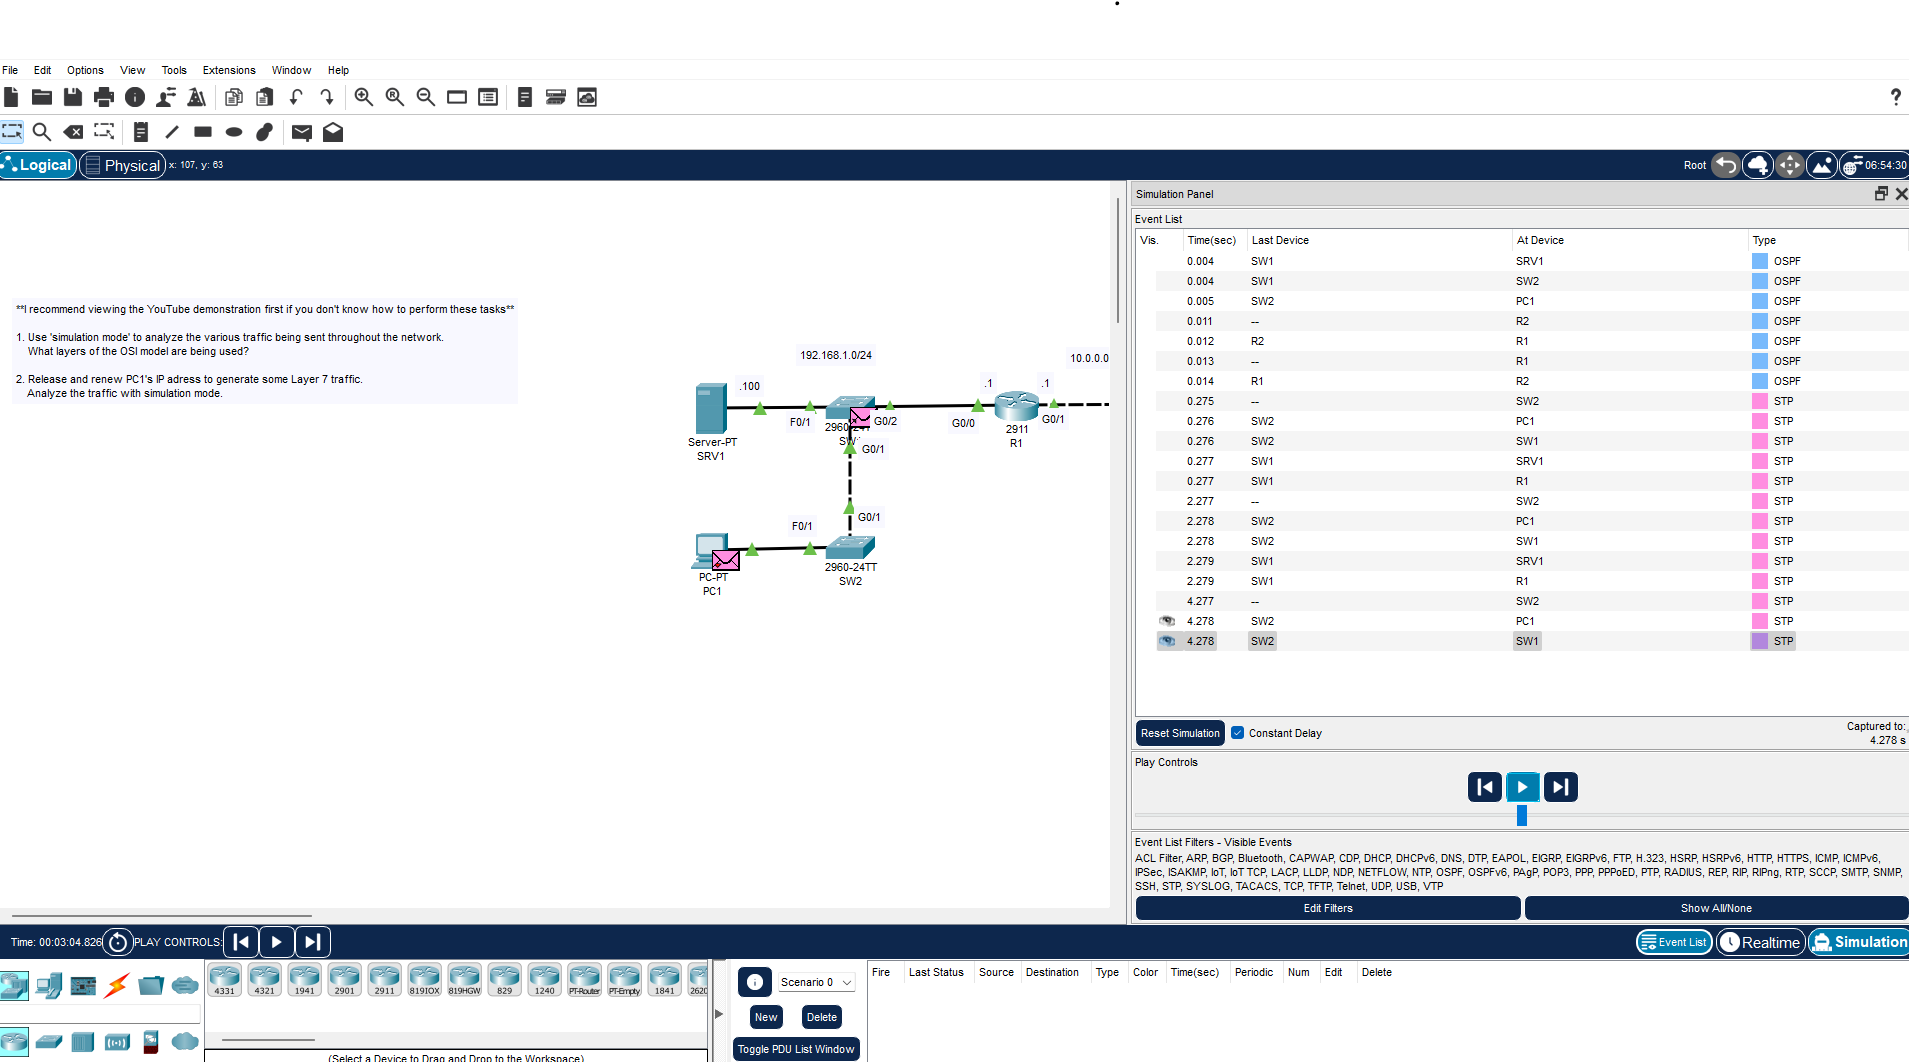 File Edit Options View Tools Extensions Window Help
Logical Physical x: 107, y: 63 Root 06:54:30
**I recommend viewing the YouTube demonstration first if you don't know how to perform these tasks**
1. Use 'simulation mode' to analyze the various traffic being sent throughout the network.
What layers of the OSI model are being used?
2. Release and renew PC1's IP adress to generate some Layer 7 traffic.
Analyze the traffic with simulation mode.
192.168.1.0/24
10.0.0.0
.100
.1
.1
F0/1
G0/2
G0/0
G0/1
Server-PT
SRV1
2911
R1
G0/1
G0/1
F0/1
PC-PT
PC1
2960-24TT
SW2
Simulation Panel
Event List
Vis. Time(sec) Last Device At Device Type
0.004 SW1 SRV1 OSPF
0.004 SW1 SW2 OSPF
0.005 SW2 PC1 OSPF
0.011 -- R2 OSPF
0.012 R2 R1 OSPF
0.013 -- R1 OSPF
0.014 R1 R2 OSPF
0.275 -- SW2 STP
0.276 SW2 PC1 STP
0.276 SW2 SW1 STP
0.277 SW1 SRV1 STP
0.277 SW1 R1 STP
2.277 -- SW2 STP
2.278 SW2 PC1 STP
2.278 SW2 SW1 STP
2.279 SW1 SRV1 STP
2.279 SW1 R1 STP
4.277 -- SW2 STP
4.278 SW2 PC1 STP
4.278 SW2 SW1 STP
Reset Simulation Constant Delay
Captured to:
4.278 s
Play Controls
Event List Filters - Visible Events
ACL Filter, ARP, BGP, Bluetooth, CAPWAP, CDP, DHCP, DHCPv6, DNS, DTP, EAPOL, EIGRP, EIGRPv6, FTP, H.323, HSRP, HSRPv6, HTTP, HTTPS, ICMP, ICMPv6,
IPSec, ISAKMP, IoT, IoT TCP, LACP, LLDP, NDP, NETFLOW, NTP, OSPF, OSPFv6, PAgP, POP3, PPP, PPPoED, PTP, RADIUS, REP, RIP, RIPng, RTP, SCCP, SMTP, SNMP,
SSH, STP, SYSLOG, TACACS, TCP, TFTP, Telnet, UDP, USB, VTP
Edit Filters Show All/None
Time: 00:03:04.826 PLAY CONTROLS: Event List Realtime Simulation
4331 4321 1941 2901 2911 819IOX 819HGW 829 1240 PT-Router PT-Empty 1841 262
(Select a Device to Drag and Drop to the Workspace)
Scenario 0
New Delete
Toggle PDU List Window
Fire Last Status Source Destination Type Color Time(sec) Periodic Num Edit Delete